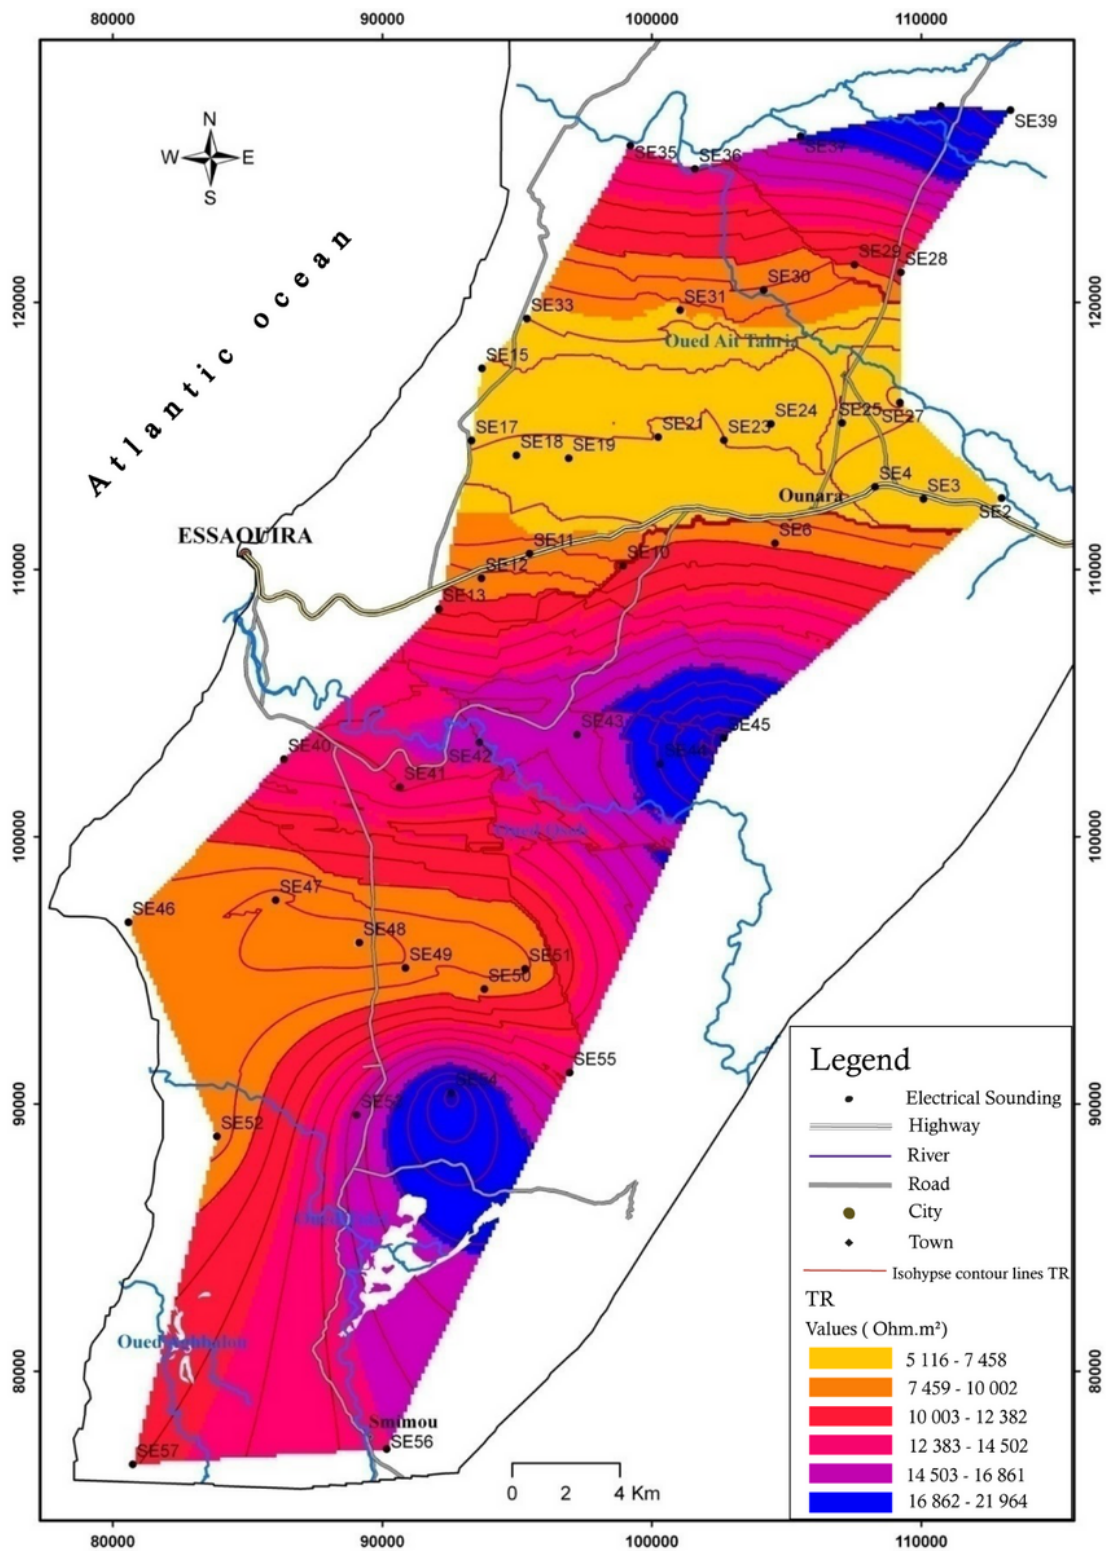 80000 90000 100000 110000
N
W E
S
Atlantic ocean
SE39
SE37
SE35
SE36
SE29
SE28
SE30
120000 120000
SE31
SE33
Oued Ait Tahria
SE15
SE24
SE25
SE27
SE17
SE21
SE23
SE18
SE19
SE4
SE3
Ounara
SE2
ESSAOUIRA
SE6
SE11
SE10
SE12
110000 110000
SE13
SE45
SE43
SE40
SE42
SE44
SE41
100000 100000
SE47
SE46
SE48
SE51
SE49
SE50
SE55
SE54
SE53
90000 90000
SE52
80000 80000
Smimou
SE56
SE57
0 2 4 Km
Legend
Electrical Sounding
Highway
River
Road
City
Town
Isohypse contour lines TR
TR
Values ( Ohm.m²)
5 116 - 7 458
7 459 - 10 002
10 003 - 12 382
12 383 - 14 502
14 503 - 16 861
16 862 - 21 964
80000 90000 100000 110000